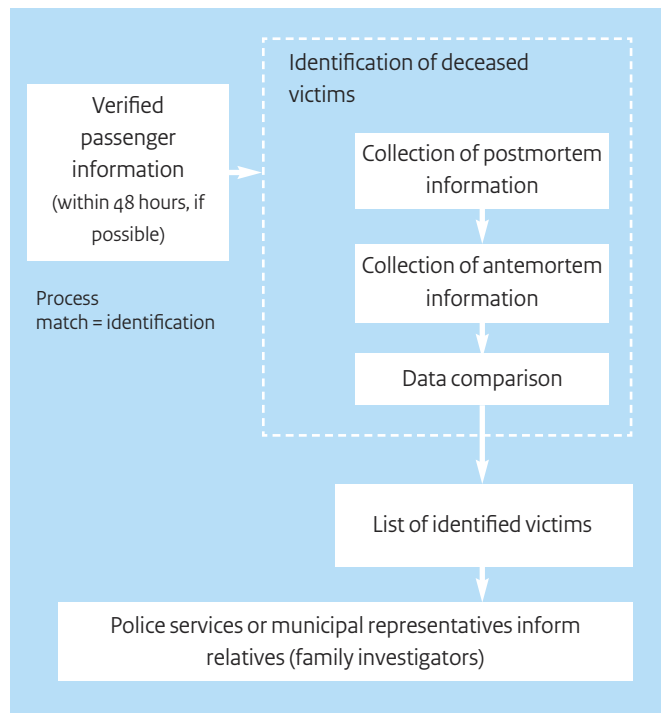 Verified
passenger
information
(within 48 hours, if
possible)
Process
match = identification
Identification of deceased
victims
Collection of postmortem
information
Collection of antemortem
information
Data comparison
List of identified victims
Police services or municipal representatives inform
relatives (family investigators)